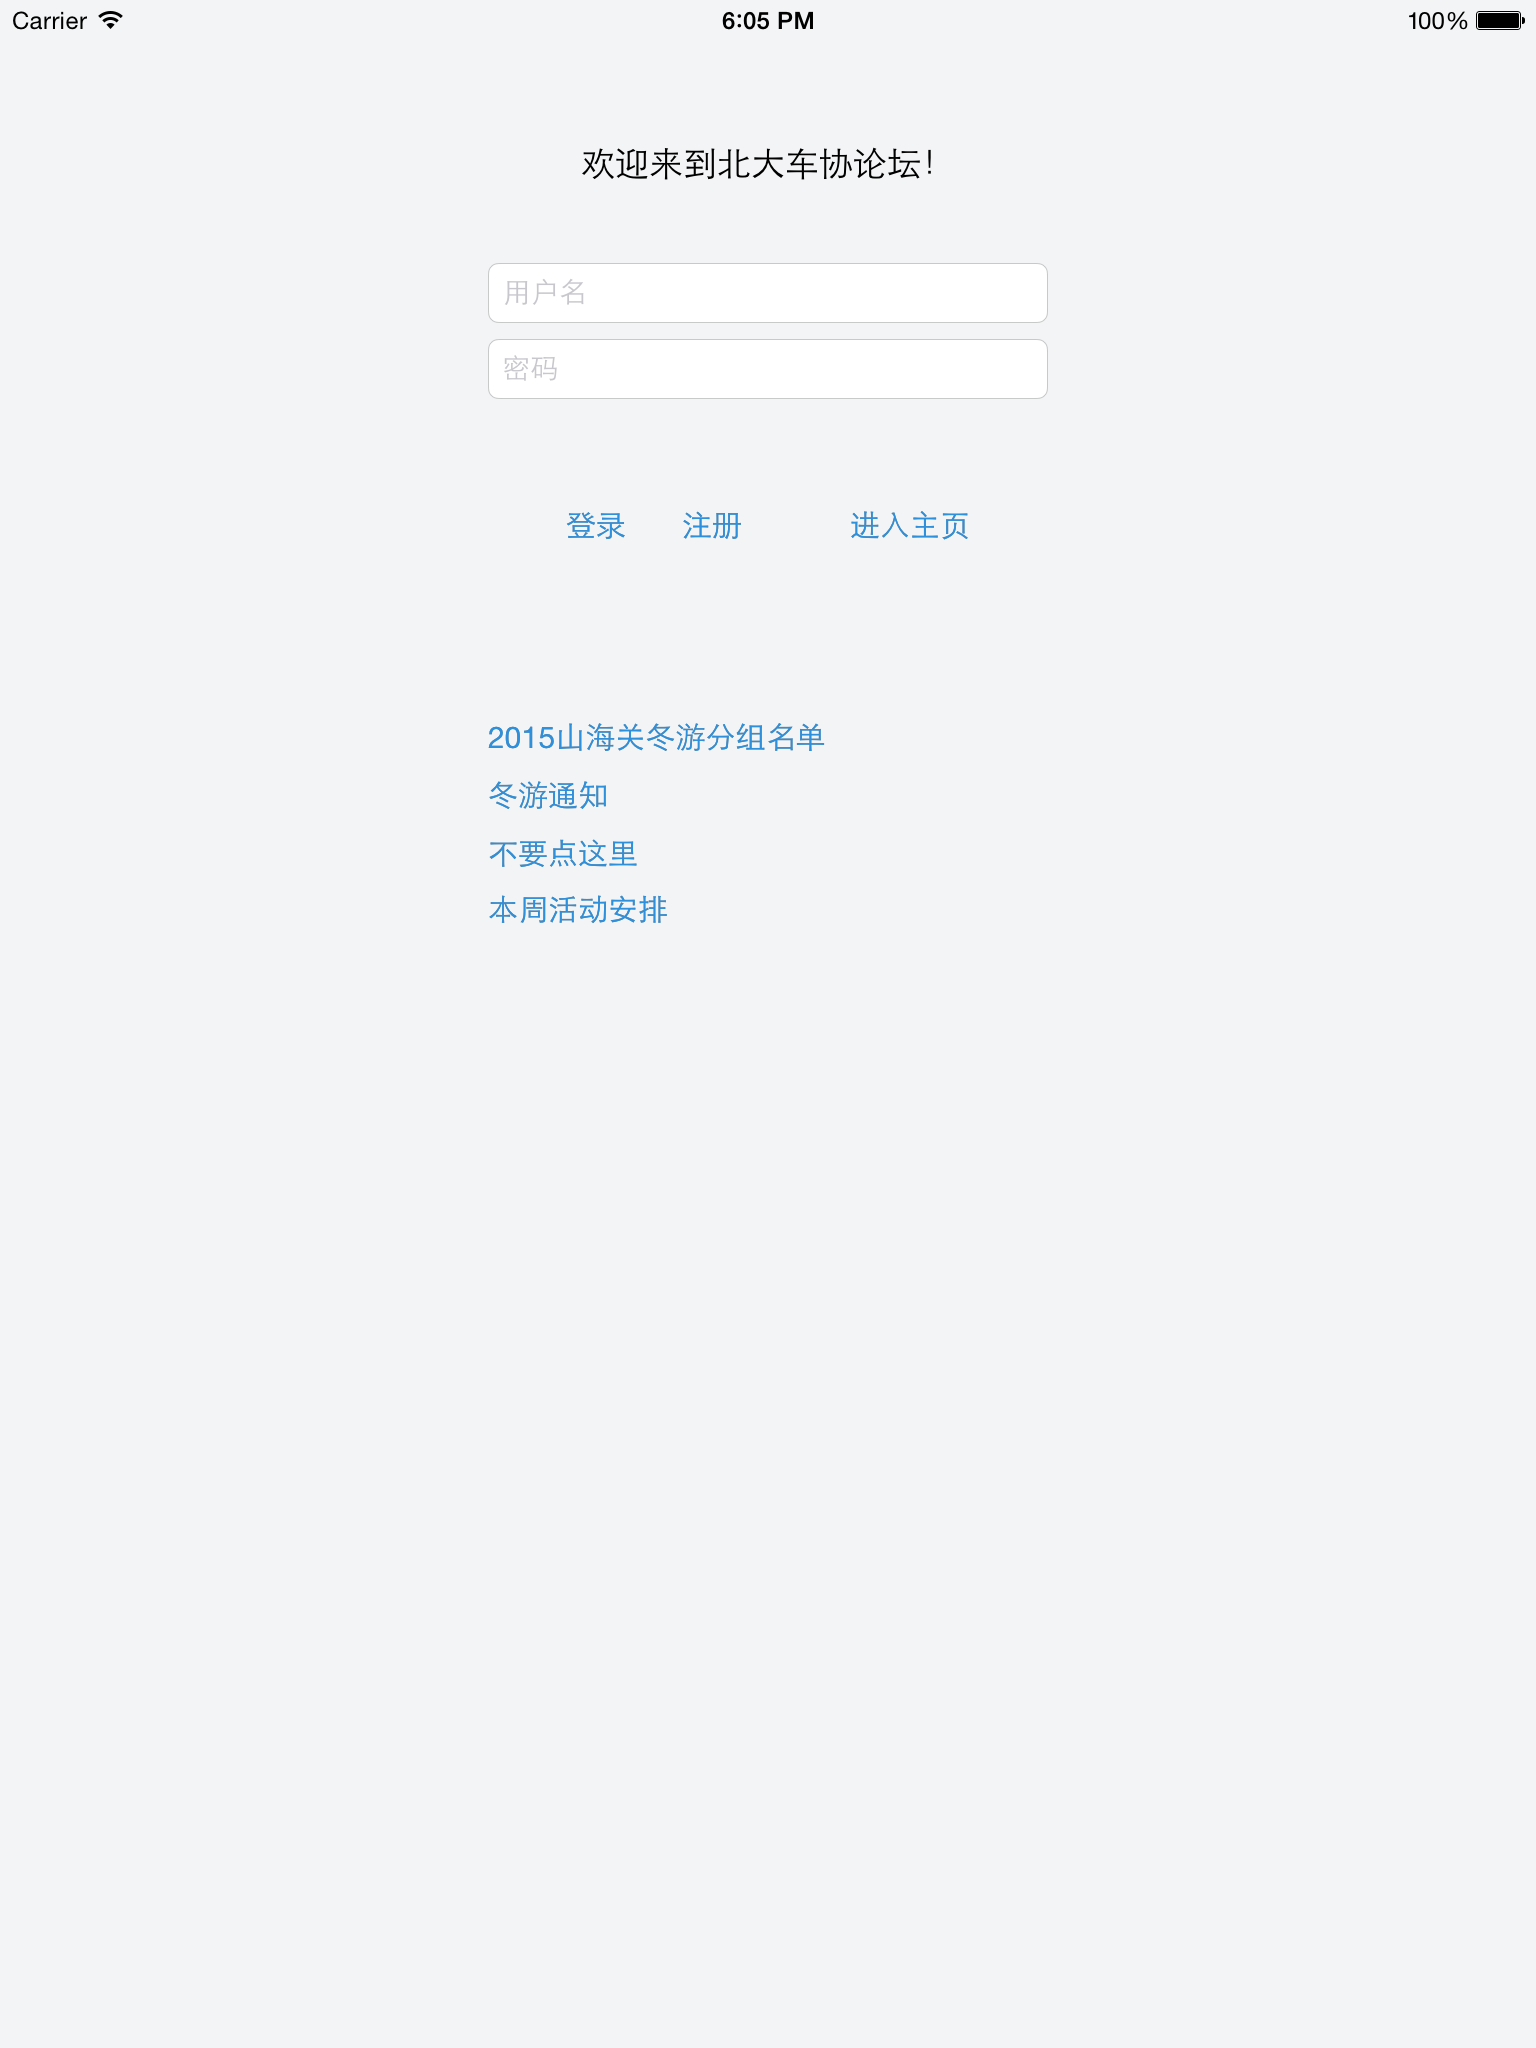 Carrier 6:05 PM 100%
欢迎来到北大车协论坛！
用户名
密码
登录 注册 进入主页
2015山海关冬游分组名单
冬游通知
不要点这里
本周活动安排